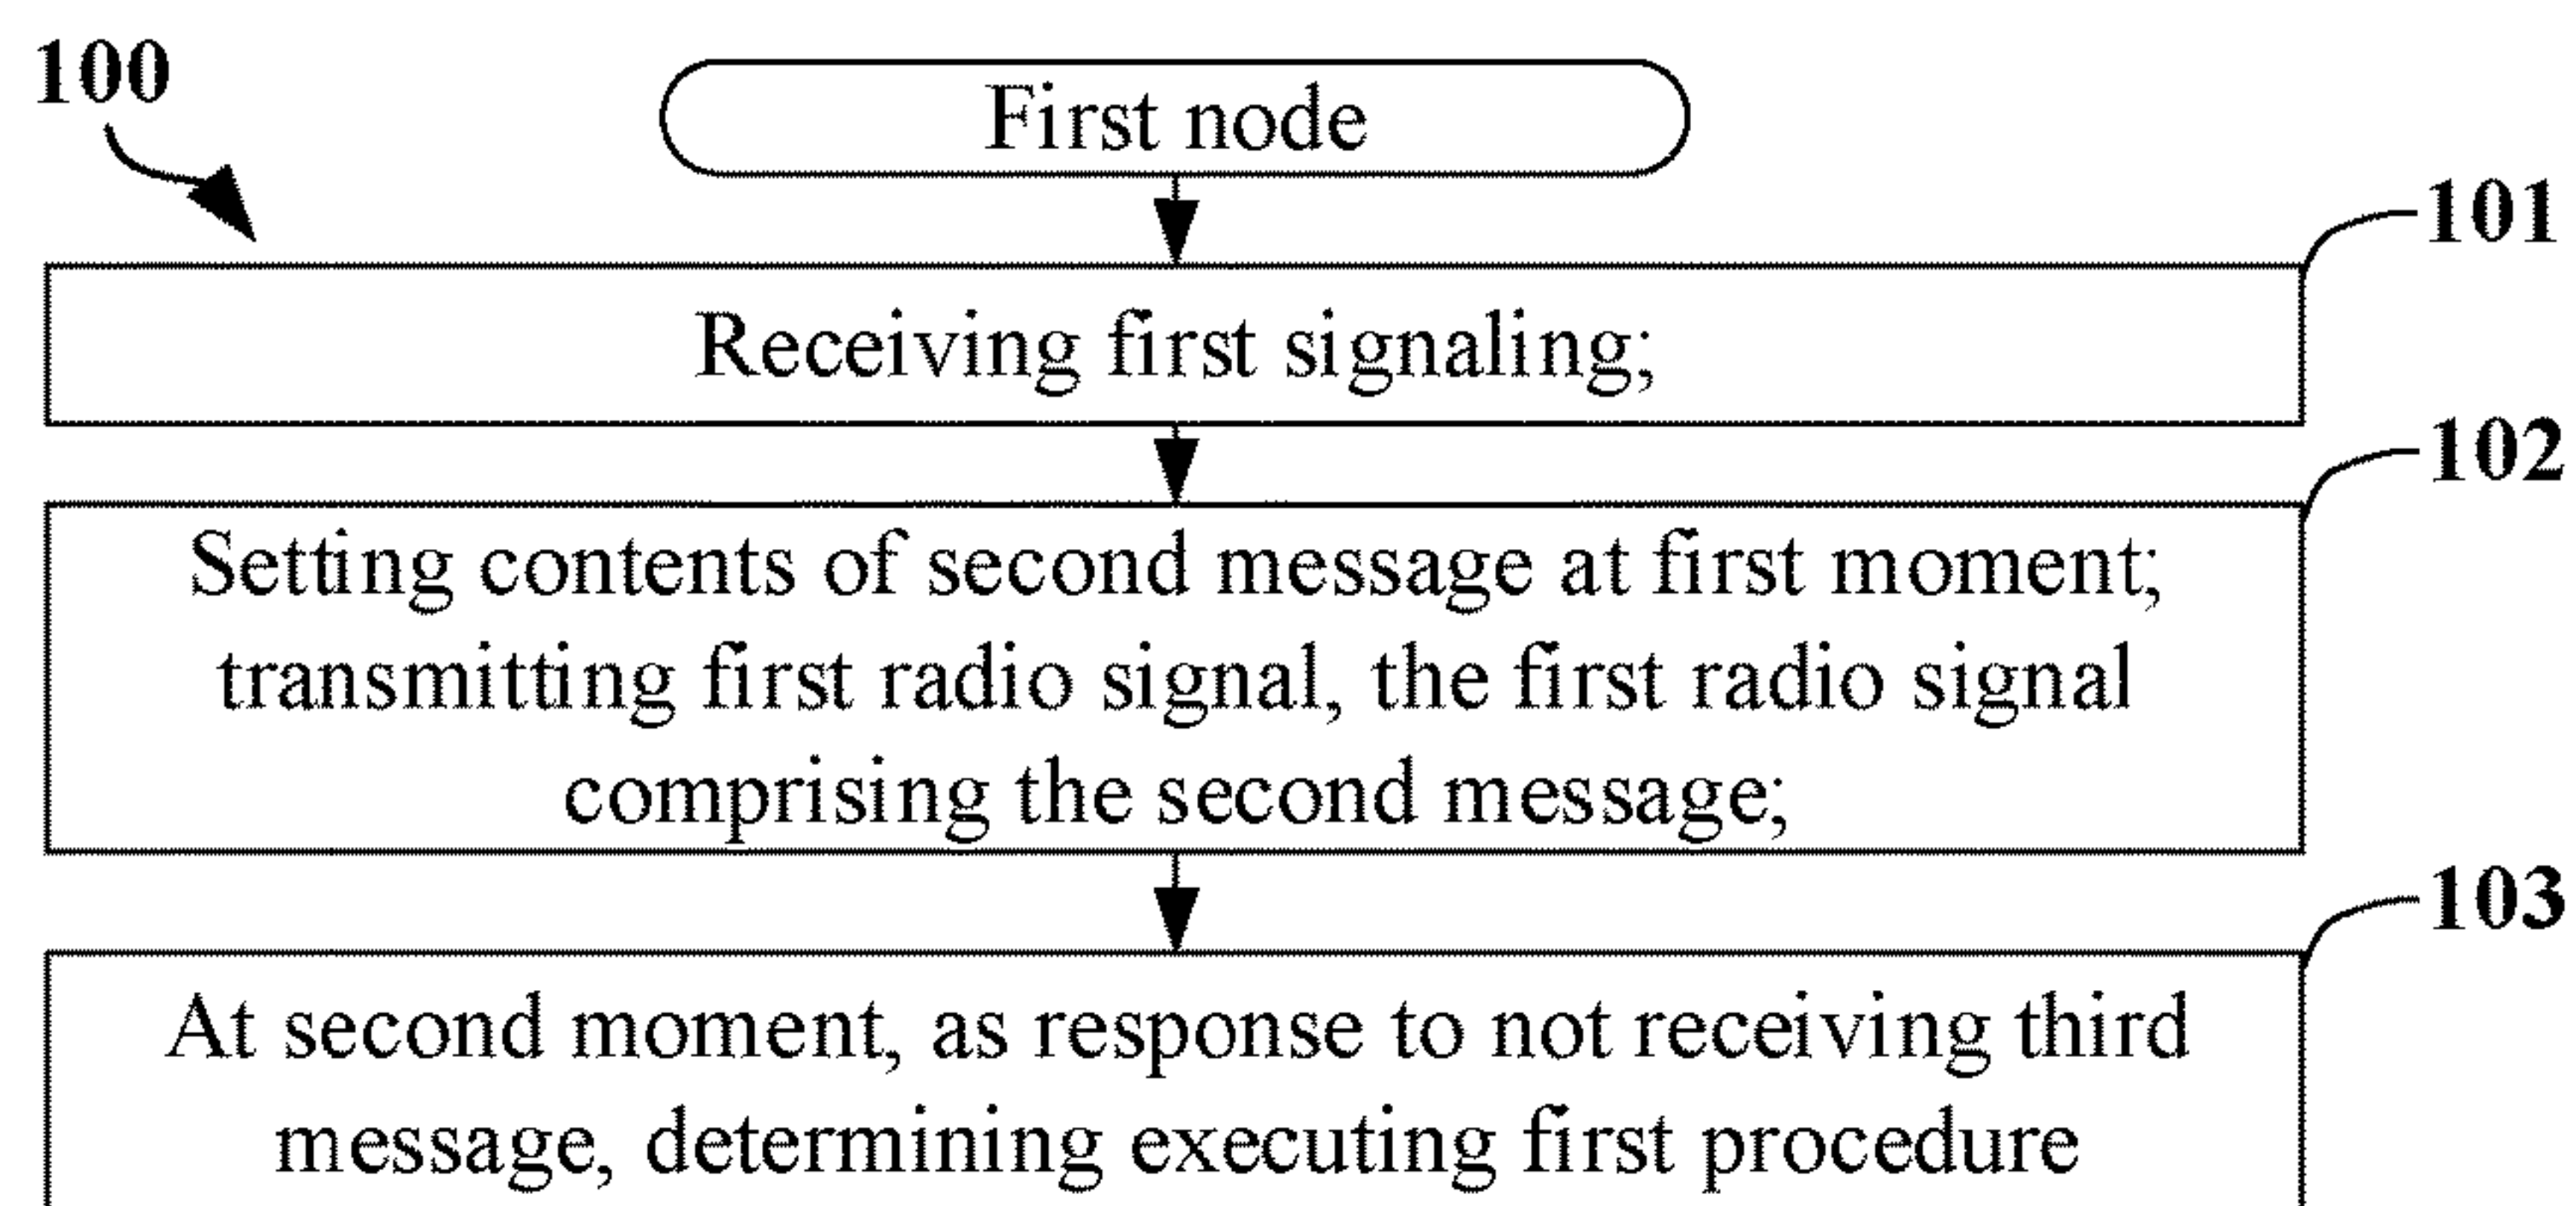 100
First node
101
Receiving first signaling;
102
Setting contents of second message at first moment;
transmitting first radio signal, the first radio signal
comprising the second message;
103
At second moment, as response to not receiving third
message, determining executing first procedure